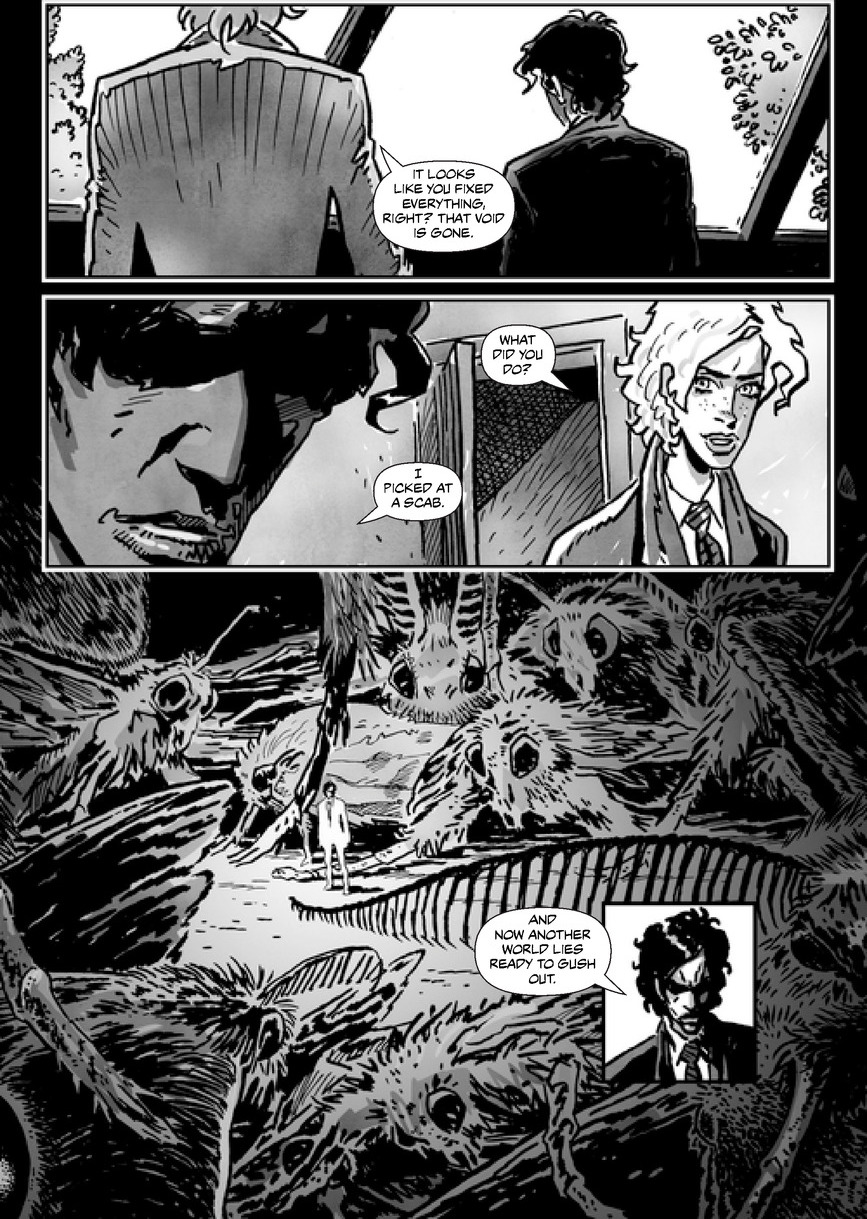 IT LOOKS
LIKE YOU FIXED
EVERYTHING,
RIGHT? THAT VOID
IS GONE.
WHAT
DID YOU
DO?
I
PICKED AT
A SCAB.
AND
NOW ANOTHER
WORLD LIES
READY TO GUSH
OUT.